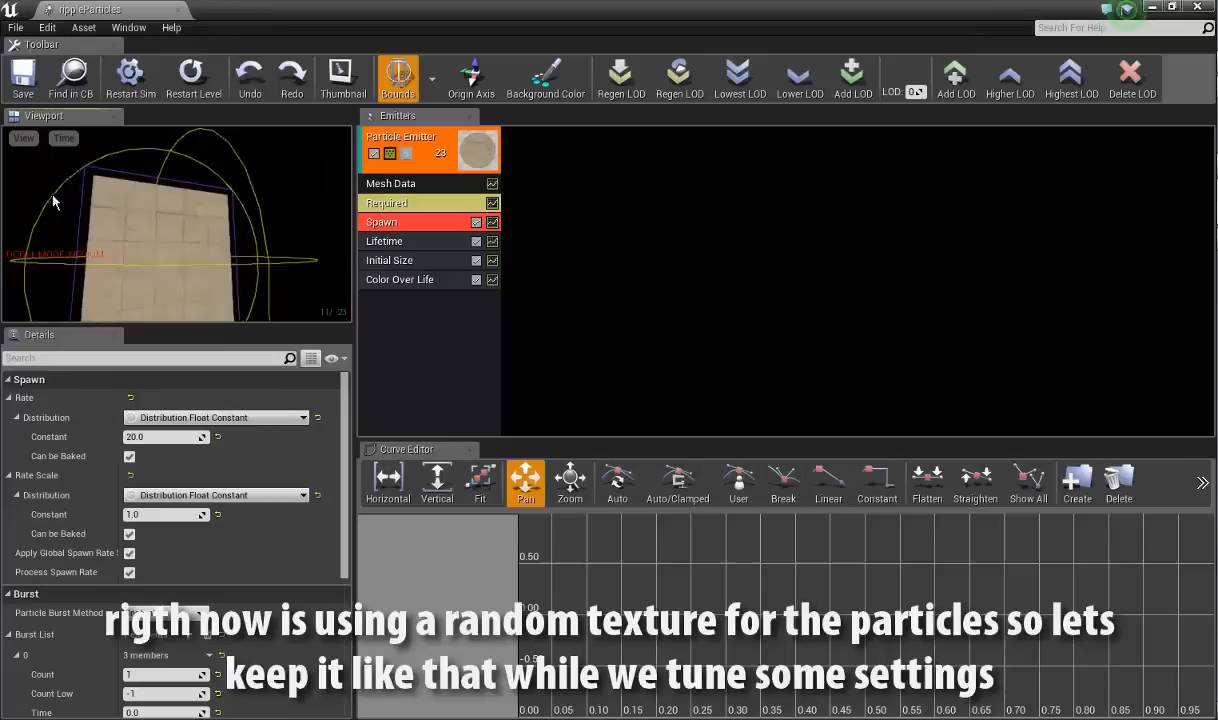 rippleParticles
File Edit Asset Window Help
Search For Help
Toolbar
Save Find in CB Restart Sim Restart Level Undo Redo Thumbnail Bounds Origin Axis Background Color Regen LOD Regen LOD Lowest LOD Lower LOD Add LOD LOD: 0 Add LOD Higher LOD Highest LOD Delete LOD
Viewport
View Time
DETAIL MODE MEDIUM
11/ 23
Emitters
Particle Emitter
23
Mesh Data
Required
Spawn
Lifetime
Initial Size
Color Over Life
Details
Search
Spawn
Rate
Distribution Distribution Float Constant
Constant 20.0
Can be Baked
Rate Scale
Distribution Distribution Float Constant
Constant 1.0
Can be Baked
Apply Global Spawn Rate
Process Spawn Rate
Burst
Particle Burst Method
Burst List
0 3 members
Count 1
Count Low -1
Time 0.0
Curve Editor
Horizontal Vertical Fit Pan Zoom Auto Auto/Clamped User Break Linear Constant Flatten Straighten Show All Create Delete
0.50
0.00
-0.5
0.00 0.05 0.10 0.15 0.20 0.25 0.30 0.35 0.40 0.45 0.50 0.55 0.60 0.65 0.70 0.75 0.80 0.85 0.90 0.95
rigth now is using a random texture for the particles so lets
keep it like that while we tune some settings